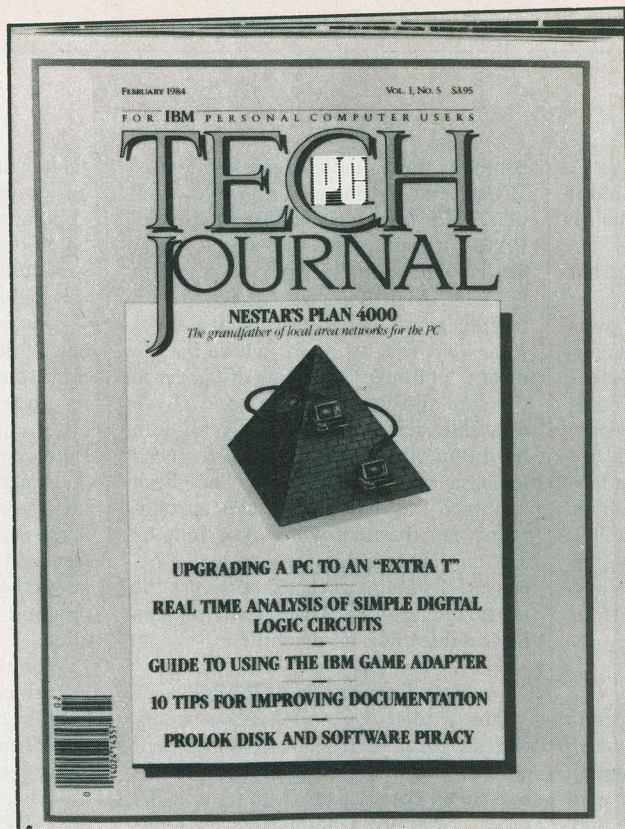 FEBRUARY 1984 VOL. 1, NO. 5 $3.95
FOR IBM PERSONAL COMPUTER USERS
PC
TECH
JOURNAL
NESTAR'S PLAN 4000
The grandfather of local area networks for the PC
UPGRADING A PC TO AN "EXTRA T"
REAL TIME ANALYSIS OF SIMPLE DIGITAL
LOGIC CIRCUITS
GUIDE TO USING THE IBM GAME ADAPTER
10 TIPS FOR IMPROVING DOCUMENTATION
PROLOK DISK AND SOFTWARE PIRACY
02
0